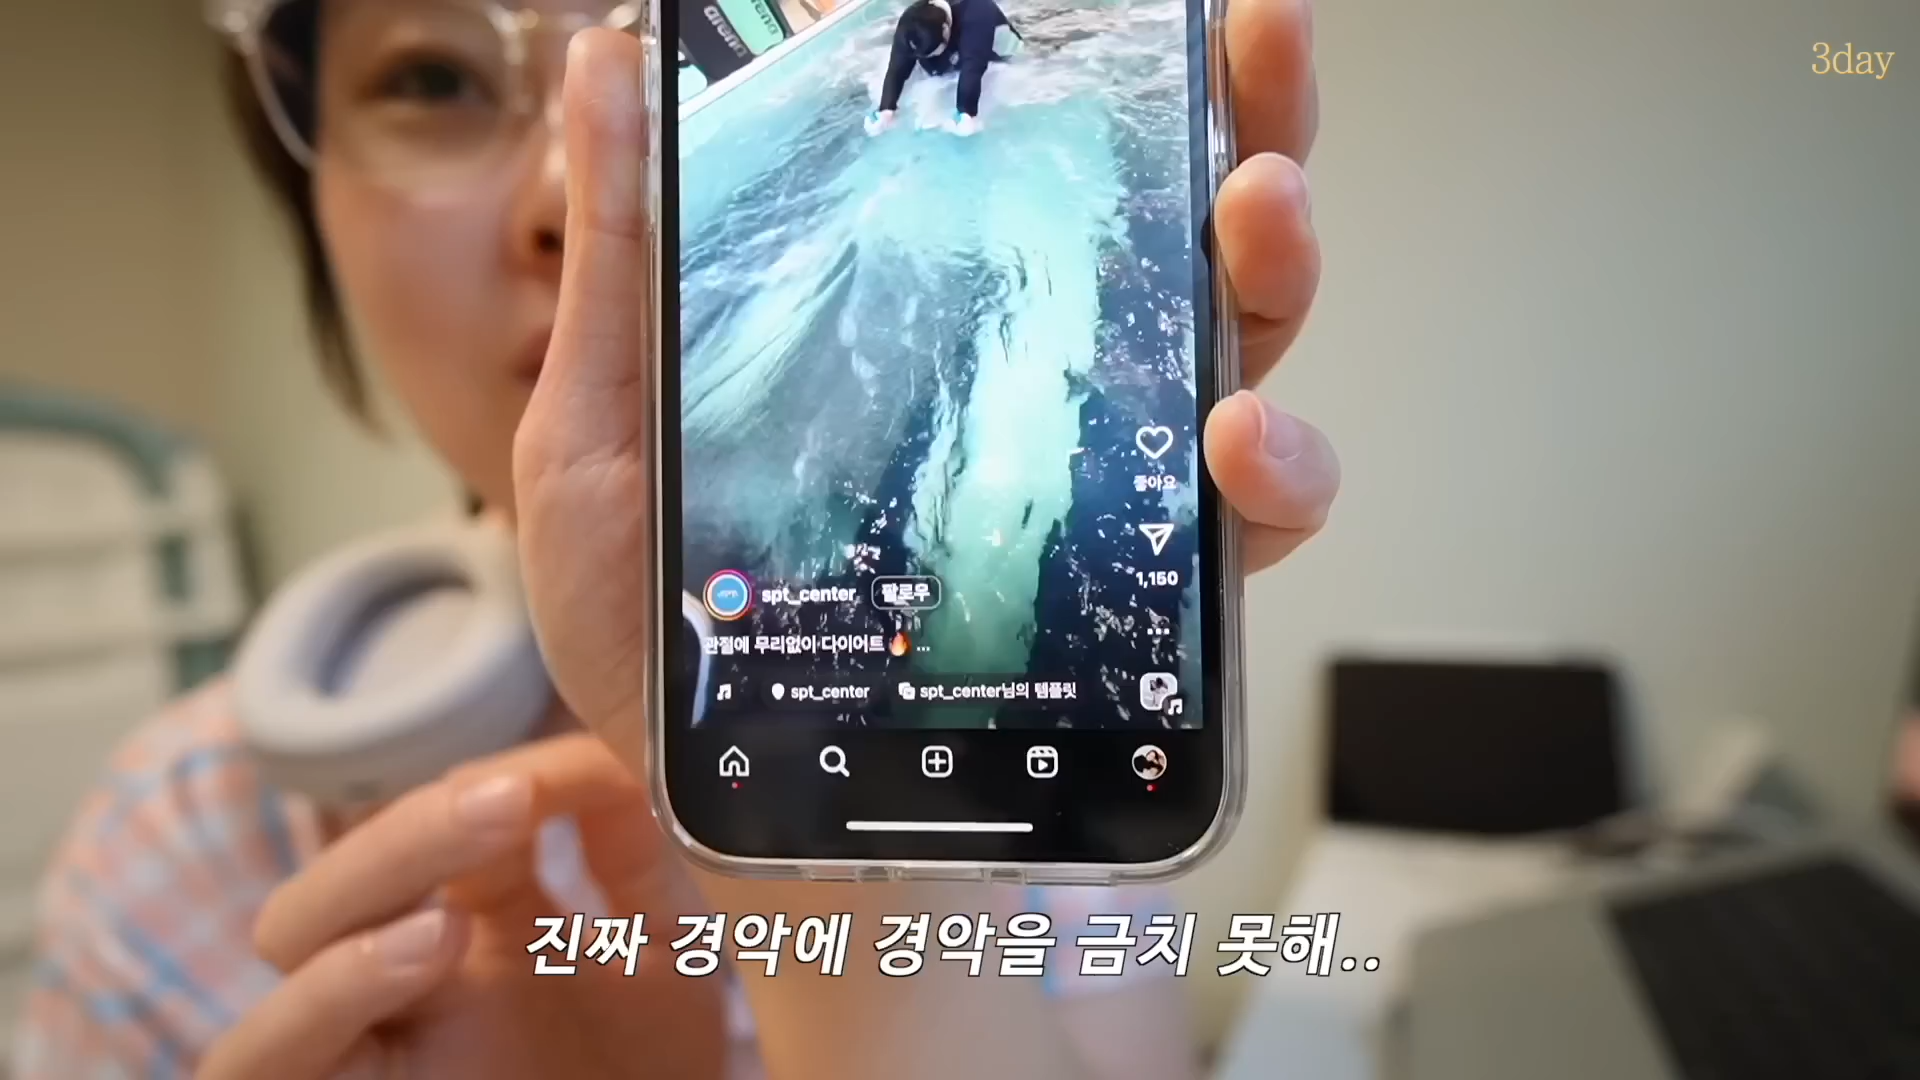 3day
arena
arena
좋아요
1,150
spt_center
팔로우
관절에 무리없이 다이어트🔥 ...
spt_center
spt_center님의 템플릿
진짜 경악에 경악을 금치 못해..